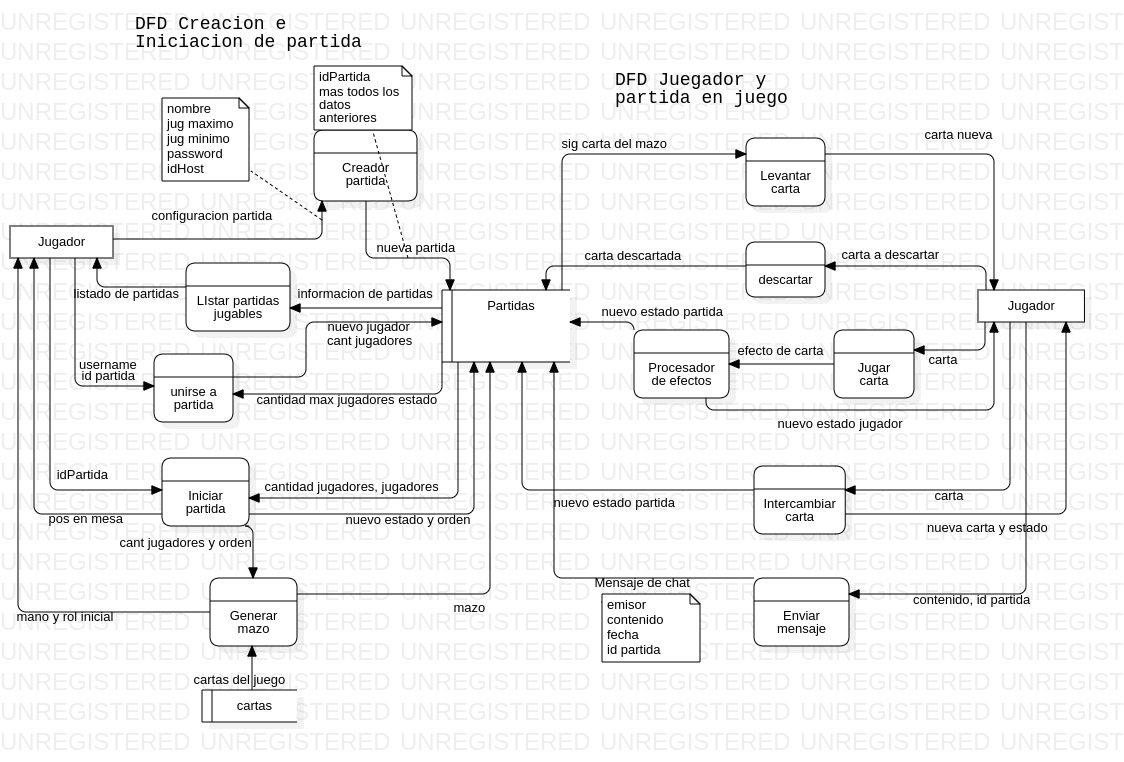 DFD Creacion e
Iniciacion de partida
idPartida
mas todos los
datos
anteriores
nombre
jug maximo
jug minimo
password
idHost
Creador
partida
configuracion partida
Jugador
nueva partida
listado de partidas
LIstar partidas
jugables
informacion de partidas
Partidas
nuevo jugador
cant jugadores
username
id partida
unirse a
partida
cantidad max jugadores estado
idPartida
Iniciar
partida
cantidad jugadores, jugadores
pos en mesa
nuevo estado y orden
cant jugadores y orden
Generar
mazo
mazo
mano y rol inicial
cartas del juego
cartas
DFD Juegador y
partida en juego
sig carta del mazo
Levantar
carta
carta nueva
carta descartada
descartar
carta a descartar
Jugador
nuevo estado partida
Procesador
de efectos
efecto de carta
Jugar
carta
carta
nuevo estado jugador
nuevo estado partida
Intercambiar
carta
carta
nueva carta y estado
Mensaje de chat
emisor
contenido
fecha
id partida
Enviar
mensaje
contenido, id partida
UNREGISTERED